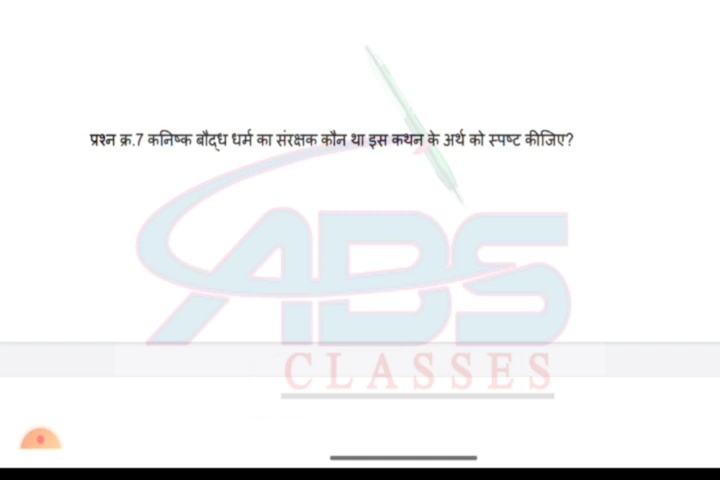 प्रश्न क्र.7 कनिष्क बौद्ध धर्म का संरक्षक कौन था इस कथन के अर्थ को स्पष्ट कीजिए?
ABS
CLASSES